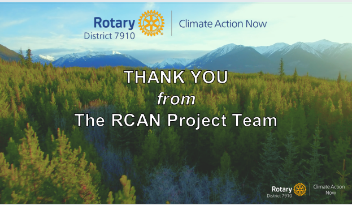 Rotary
District 7910
Climate Action Now
THANK YOU
from
The RCAN Project Team
Rotary
District 7910
Climate Action
Now